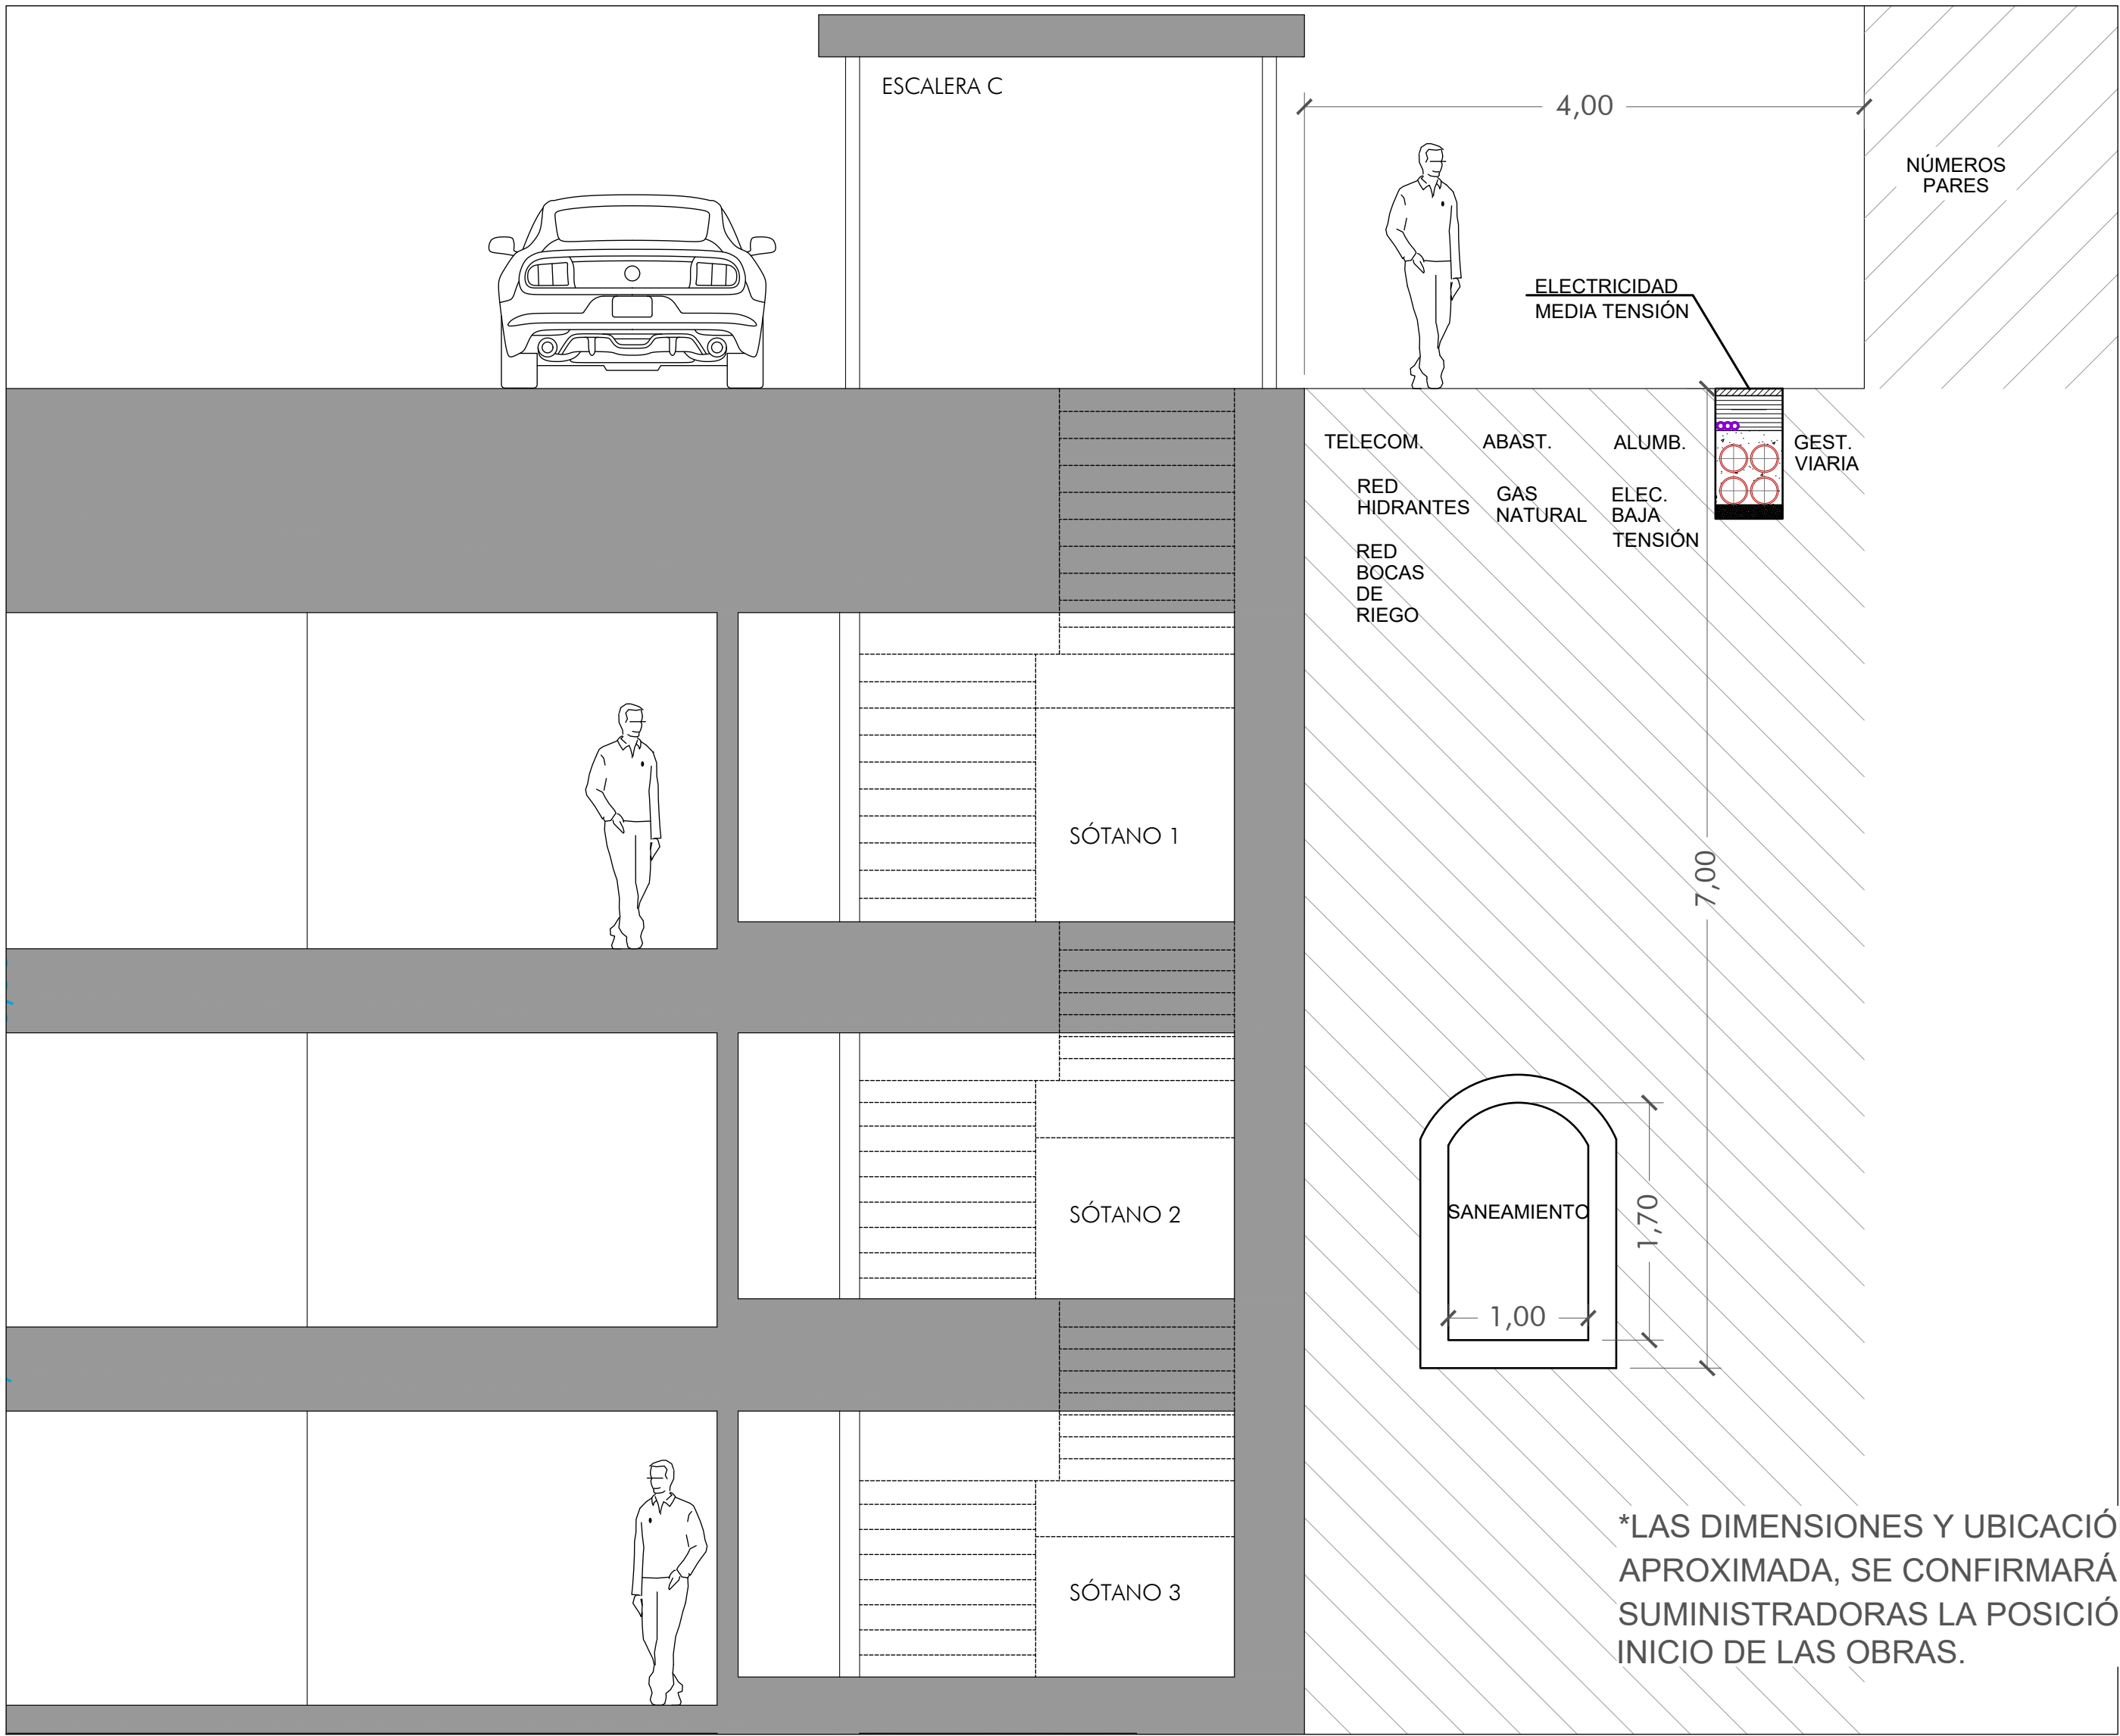 ESCALERA C
4,00
NÚMEROS
PARES
ELECTRICIDAD
MEDIA TENSIÓN
TELECOM.
ABAST.
ALUMB.
GEST.
VIARIA
RED
HIDRANTES
GAS
NATURAL
ELEC.
BAJA
TENSIÓN
RED
BOCAS
DE
RIEGO
SÓTANO 1
7,00
SÓTANO 2
SANEAMIENTO
1,70
1,00
SÓTANO 3
*LAS DIMENSIONES Y UBICACIÓ
APROXIMADA, SE CONFIRMARÁ
SUMINISTRADORAS LA POSICIÓ
INICIO DE LAS OBRAS.